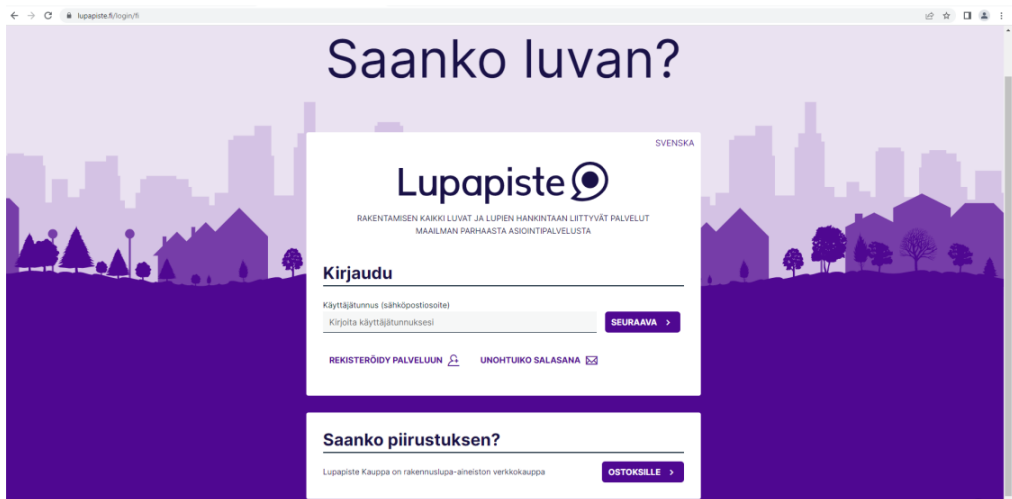 lupapiste.fi/login/fi
Saanko luvan?
SVENSKA
Lupapiste
RAKENTAMISEN KAIKKI LUVAT JA LUPIEN HANKINTAAN LIITTYVÄT PALVELUT
MAAILMAN PARHAASTA ASIOINTIPALVELUSTA
Kirjaudu
Käyttäjätunnus (sähköpostiosoite)
Kirjoita käyttäjätunnuksesi
SEURAAVA >
REKISTERÖIDY PALVELUUN
UNOHTUIKO SALASANA
Saanko piirustuksen?
Lupapiste Kauppa on rakennuslupa-aineiston verkkokauppa
OSTOKSILLE >